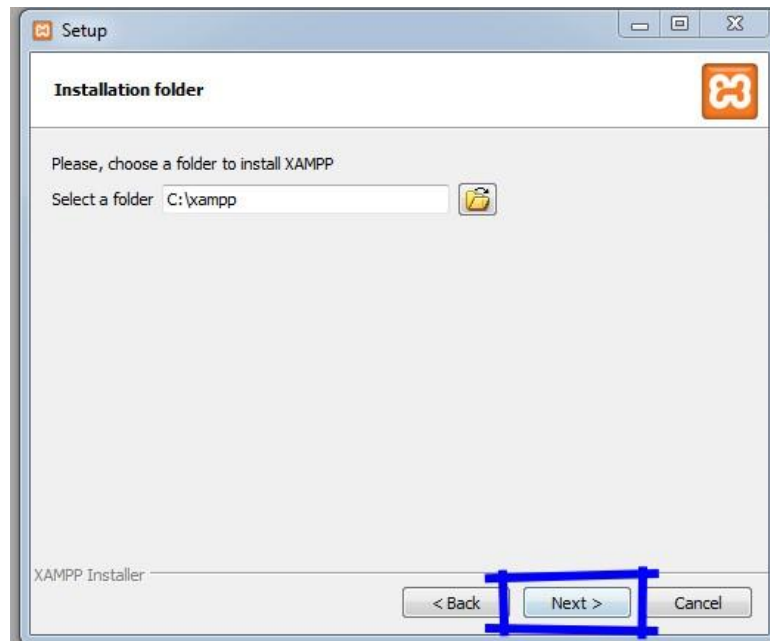 Setup
Installation folder
Please, choose a folder to install XAMPP
Select a folder C:\xampp
XAMPP Installer
< Back Next > Cancel